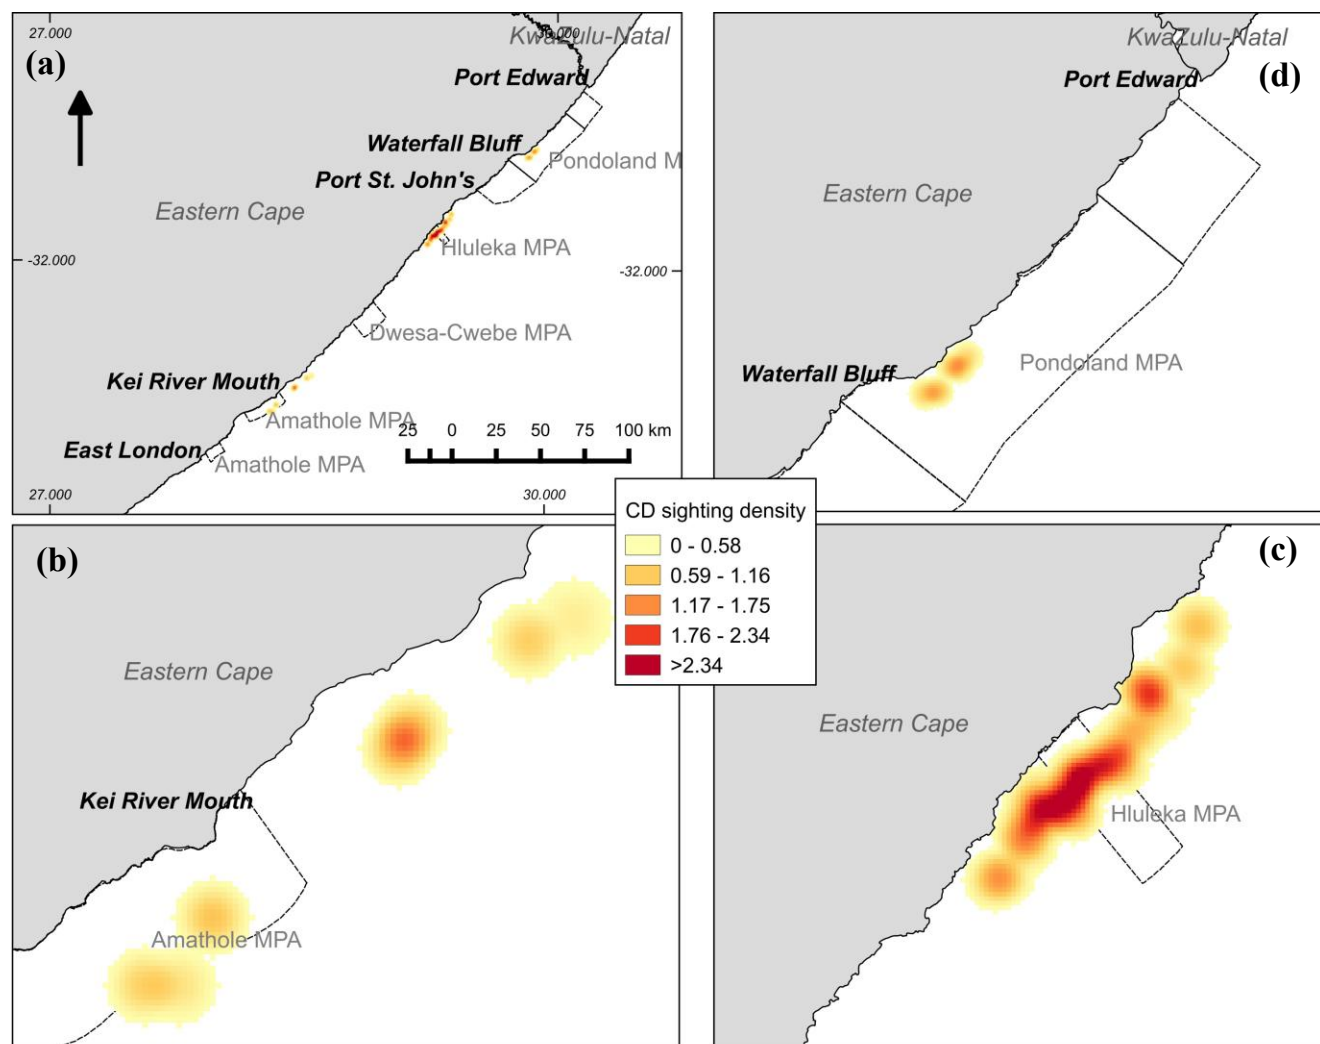 27.000
30.000
KwaZulu-Natal
(a)
Port Edward
Waterfall Bluff
Pondoland M
Port St. John's
Eastern Cape
Hluleka MPA
-32.000
-32.000
Dwesa-Cwebe MPA
Kei River Mouth
Amathole MPA
25 0 25 50 75 100 km
East London
Amathole MPA
27.000
30.000
KwaZulu-Natal
(d)
Port Edward
Eastern Cape
Pondoland MPA
Waterfall Bluff
CD sighting density
0 - 0.58
0.59 - 1.16
1.17 - 1.75
1.76 - 2.34
>2.34
(b)
Eastern Cape
Kei River Mouth
Amathole MPA
(c)
Eastern Cape
Hluleka MPA